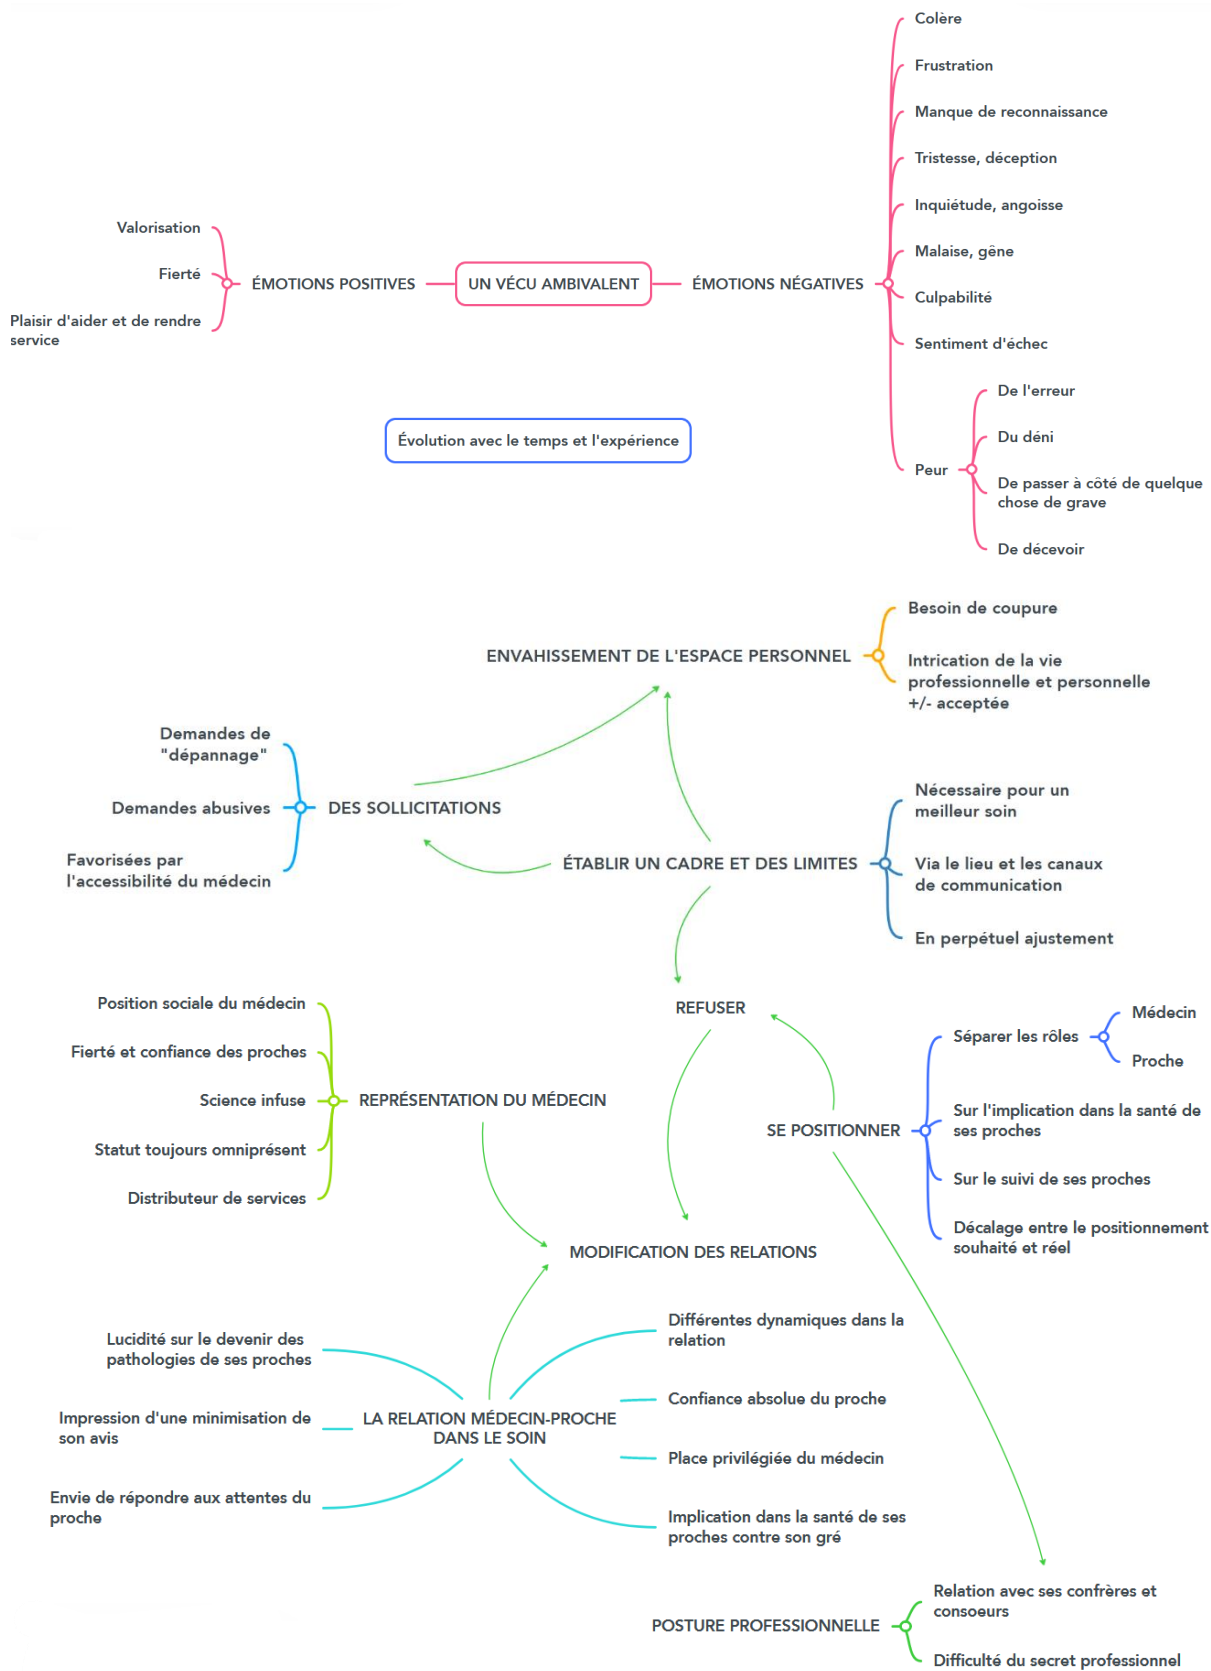 Colère
Frustration
Manque de reconnaissance
Tristesse, déception
Inquiétude, angoisse
Malaise, gêne
Culpabilité
Sentiment d'échec
Peur
De l'erreur
Du déni
De passer à côté de quelque
chose de grave
De décevoir
Valorisation
Fierté
Plaisir d'aider et de rendre
service
ÉMOTIONS POSITIVES
UN VÉCU AMBIVALENT
ÉMOTIONS NÉGATIVES
Évolution avec le temps et l'expérience
ENVAHISSEMENT DE L'ESPACE PERSONNEL
Besoin de coupure
Intrication de la vie
professionnelle et personnelle
+/- acceptée
Demandes de
"dépannage"
Demandes abusives
Favorisées par
l'accessibilité du médecin
DES SOLLICITATIONS
ÉTABLIR UN CADRE ET DES LIMITES
Nécessaire pour un
meilleur soin
Via le lieu et les canaux
de communication
En perpétuel ajustement
REFUSER
Position sociale du médecin
Fierté et confiance des proches
Science infuse
Statut toujours omniprésent
Distributeur de services
REPRÉSENTATION DU MÉDECIN
SE POSITIONNER
Séparer les rôles
Médecin
Proche
Sur l'implication dans la santé de
ses proches
Sur le suivi de ses proches
Décalage entre le positionnement
souhaité et réel
MODIFICATION DES RELATIONS
Lucidité sur le devenir des
pathologies de ses proches
Impression d'une minimisation de
son avis
Envie de répondre aux attentes du
proche
LA RELATION MÉDECIN-PROCHE
DANS LE SOIN
Différentes dynamiques dans la
relation
Confiance absolue du proche
Place privilégiée du médecin
Implication dans la santé de ses
proches contre son gré
POSTURE PROFESSIONNELLE
Relation avec ses confrères et
consoeurs
Difficulté du secret professionnel